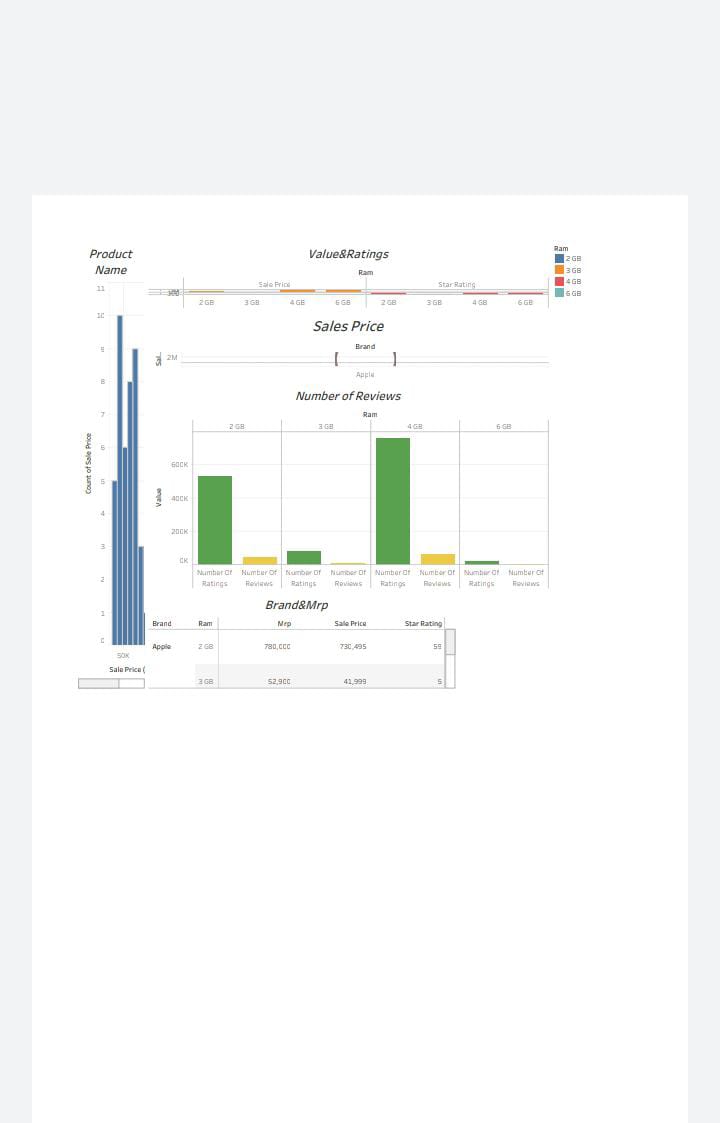 Product
Name
11
10
9
8
7
6
5
4
3
2
1
0
Count of Sale Price
50K
Sale Price (
Value&Ratings
Ram
Sale Price
Star Rating
2 GB
3 GB
4 GB
6 GB
2 GB
3 GB
4 GB
6 GB
Ram
2 GB
3 GB
4 GB
6 GB
Sales Price
Brand
Sal..
2M
Apple
Number of Reviews
Ram
2 GB
3 GB
4 GB
6 GB
Value
600K
400K
200K
0K
Number Of Ratings
Number Of Reviews
Number Of Ratings
Number Of Reviews
Number Of Ratings
Number Of Reviews
Number Of Ratings
Number Of Reviews
Brand&Mrp
Brand Ram Mrp Sale Price Star Rating
Apple 2 GB 780,000 730,495 59
3 GB 52,900 41,999 5